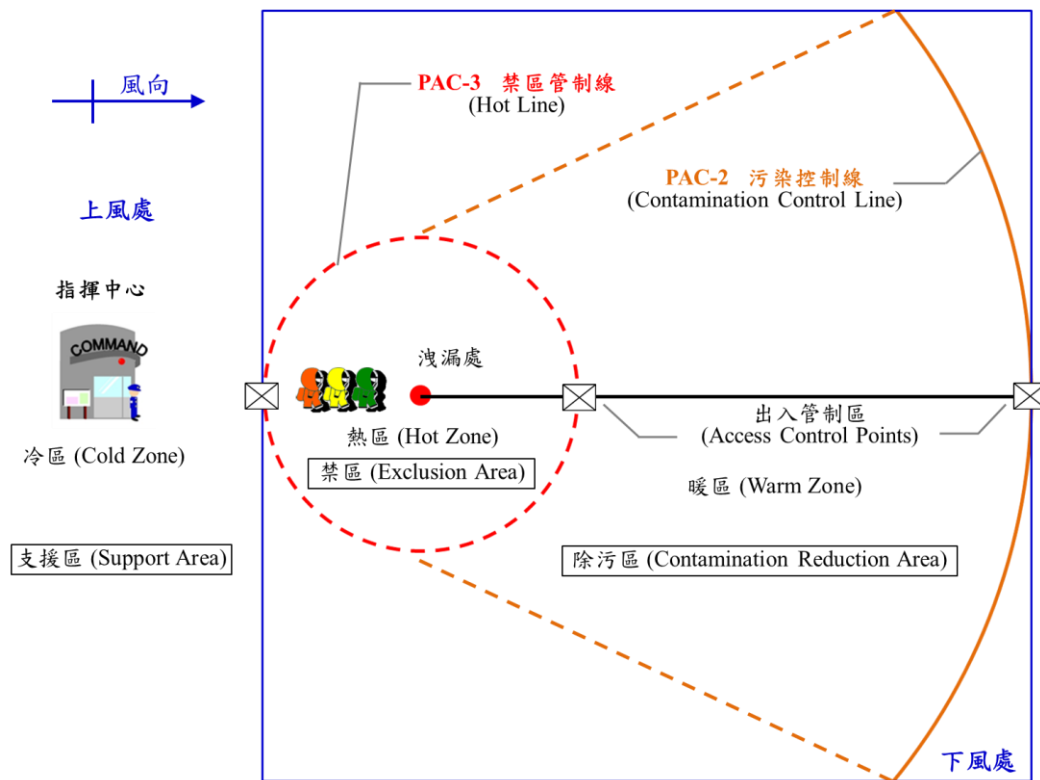 風向
PAC-3 禁區管制線
(Hot Line)
PAC-2 污染控制線
(Contamination Control Line)
上風處
指揮中心
COMMAND
洩漏處
出入管制區
(Access Control Points)
熱區 (Hot Zone)
冷區 (Cold Zone)
禁區 (Exclusion Area)
暖區 (Warm Zone)
支援區 (Support Area)
除污區 (Contamination Reduction Area)
下風處